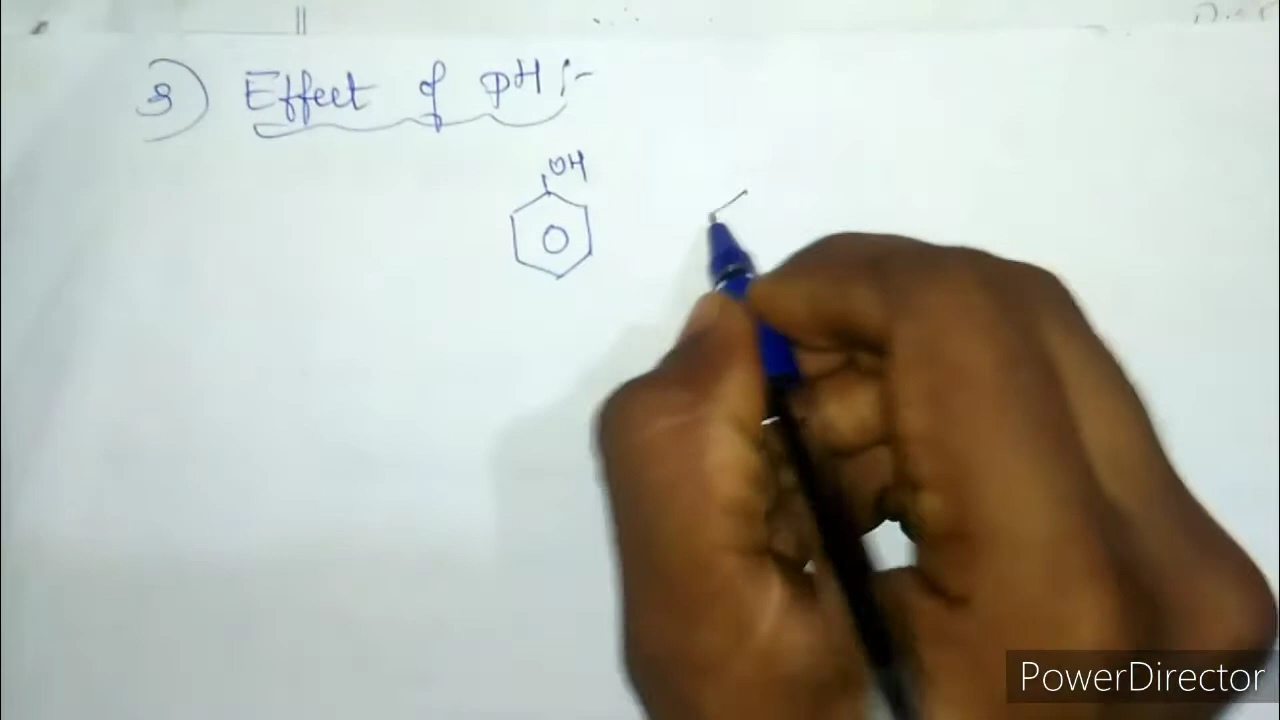 3) Effect of pH :-
OH
PowerDirector